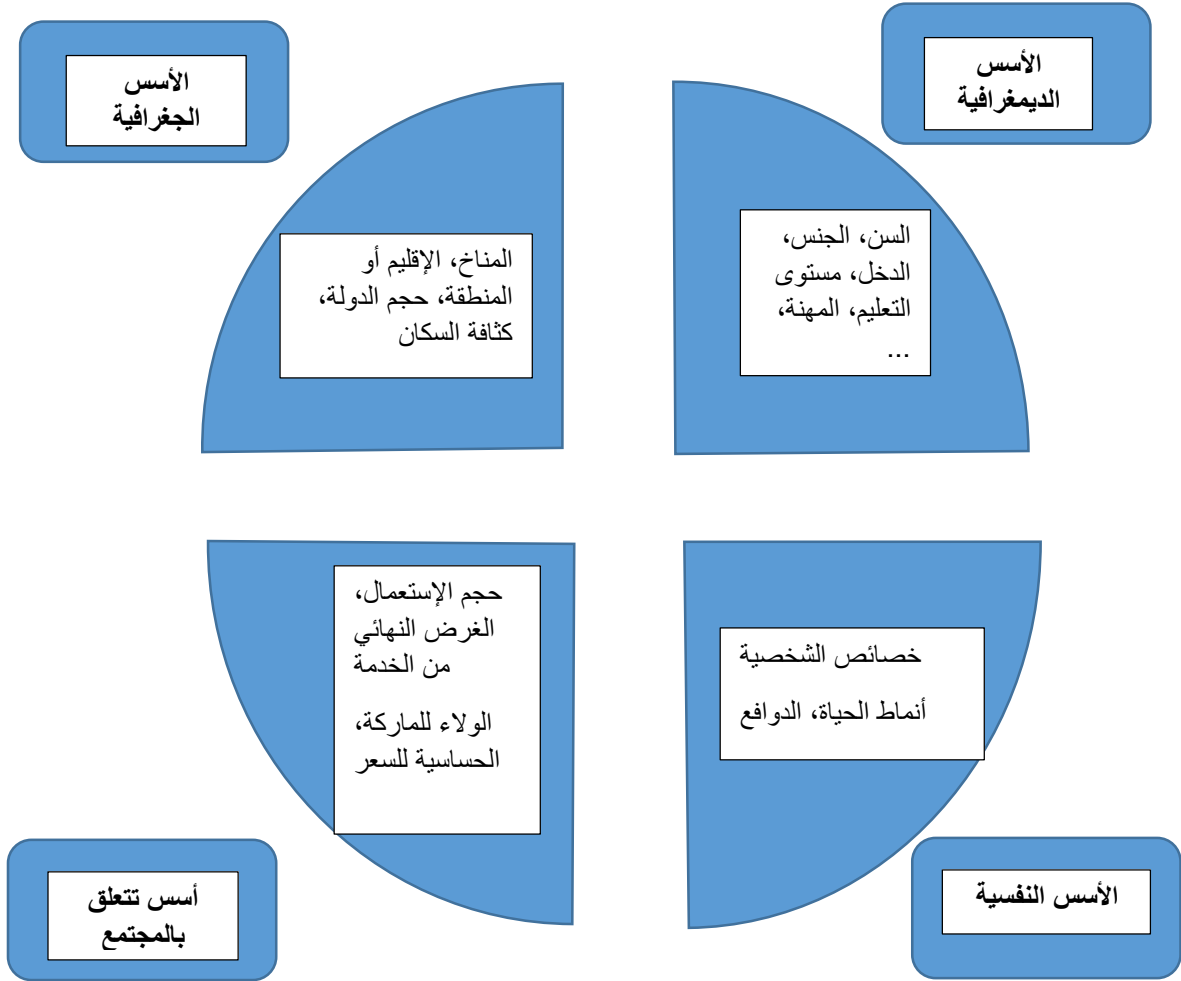 الأسس
الديمغرافية
السن، الجنس،
الدخل، مستوى
التعليم، المهنة،
...
الأسس
الجغرافية
المناخ، الإقليم أو
المنطقة، حجم الدولة،
كثافة السكان
خصائص الشخصية
أنماط الحياة، الدوافع
الأسس النفسية
حجم الإستعمال،
الغرض النهائي
من الخدمة
الولاء للماركة،
الحساسية للسعر
أسس تتعلق
بالمجتمع